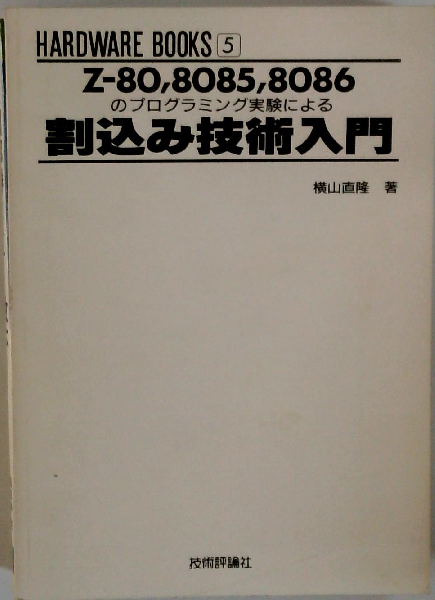 HARDWARE BOOKS 5
Z-80,8085,8086
のプログラミング実験による
割込み技術入門
横山直隆 著
技術評論社